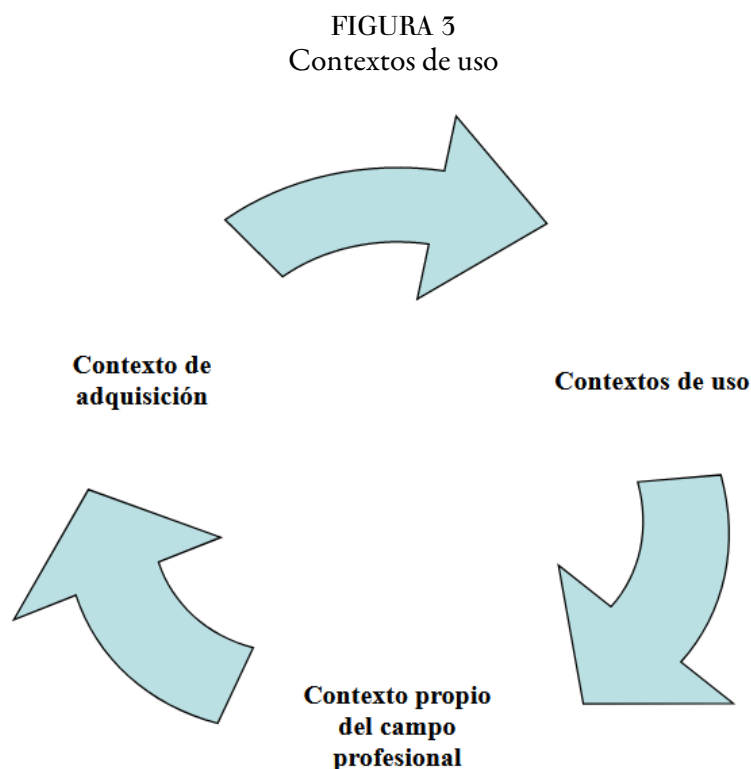 FIGURA 3
Contextos de uso
Contexto de
adquisición
Contextos de uso
Contexto propio
del campo
profesional